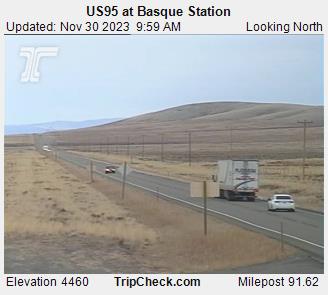 US95 at Basque Station
Updated: Nov 30 2023 9:59 AM Looking North
Elevation 4460 TripCheck.com Milepost 91.62